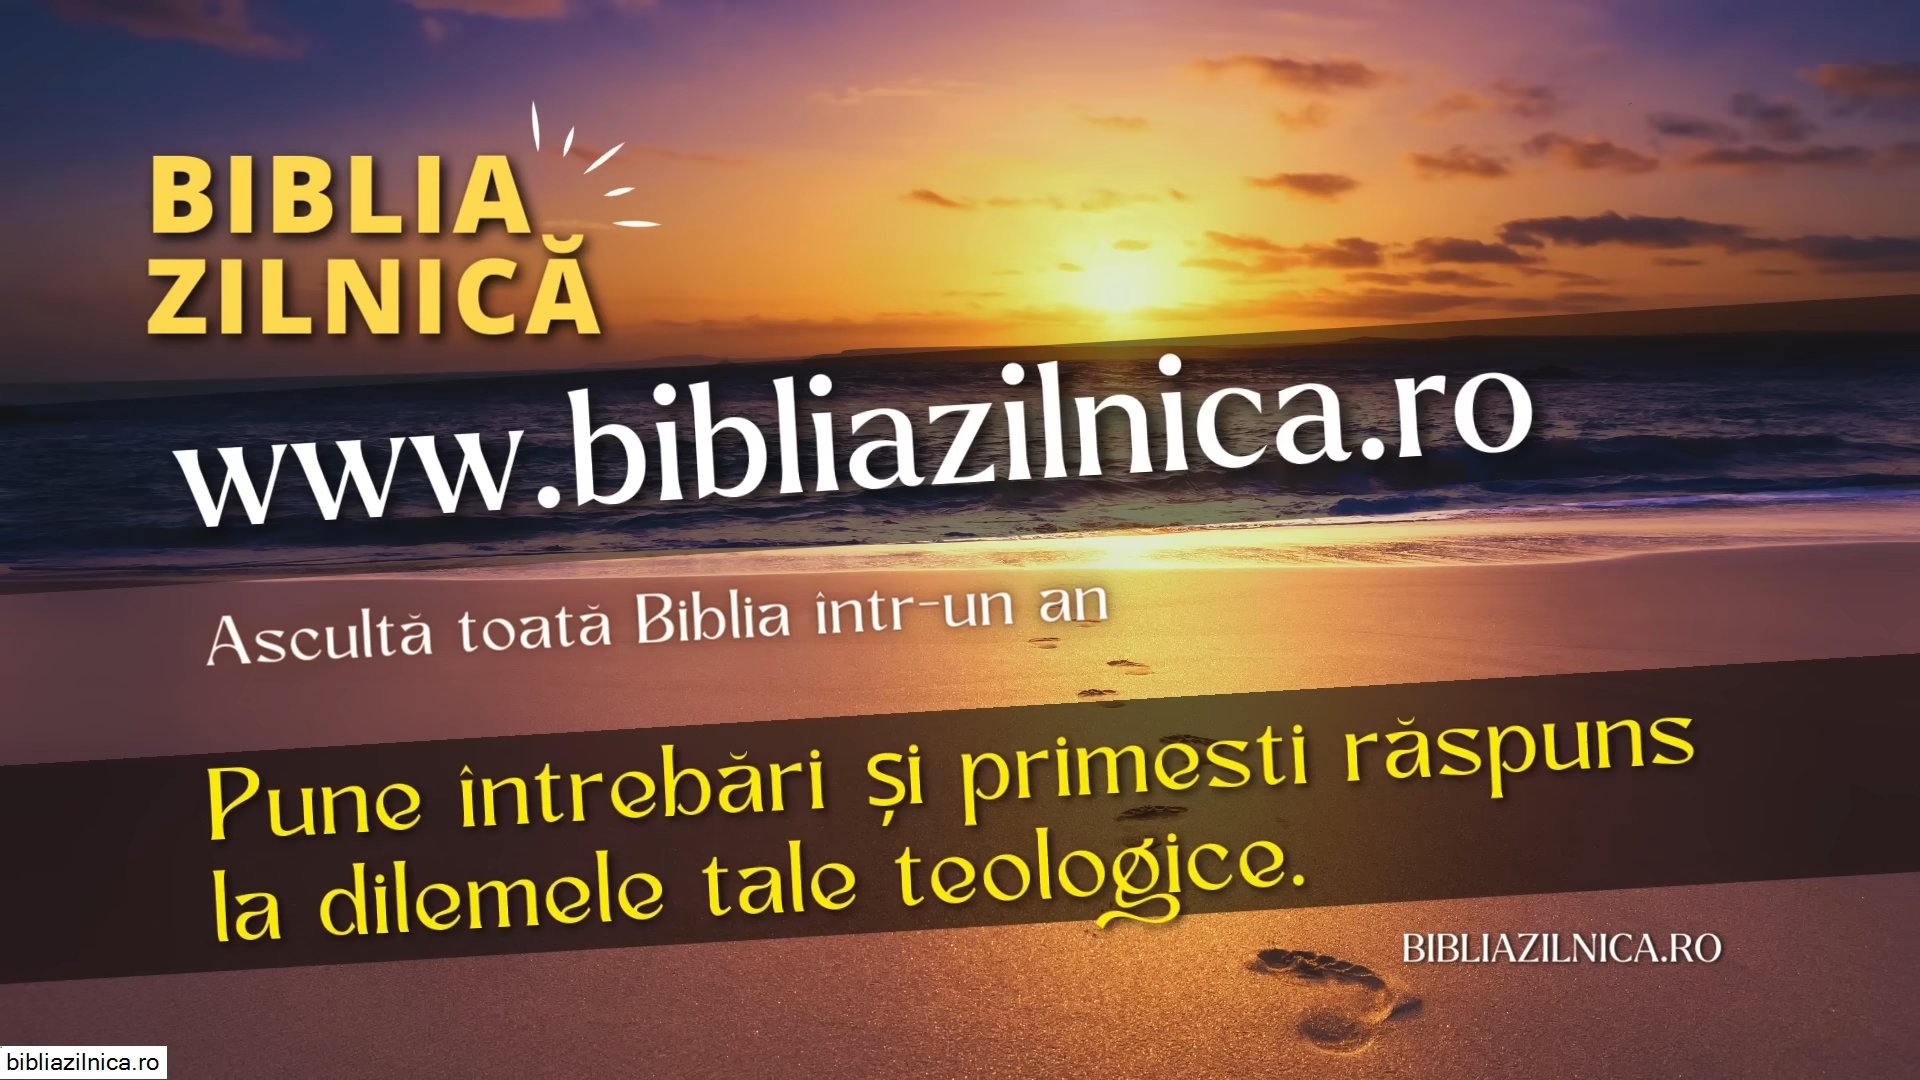 BIBLIA
ZILNICĂ
www.bibliazilnica.ro
Ascultă toată Biblia într-un an
Pune întrebări și primesti răspuns
la dilemele tale teologice.
BIBLIAZILNICA.RO
bibliazilnica.ro